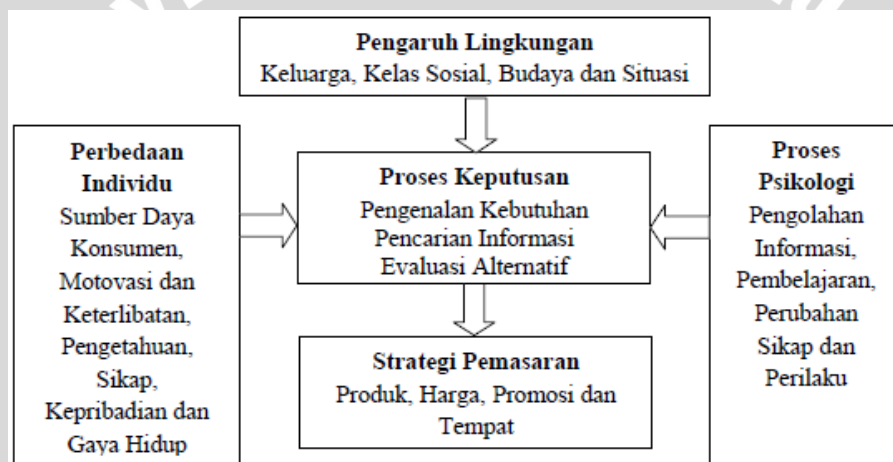 Pengaruh Lingkungan
Keluarga, Kelas Sosial, Budaya dan Situasi
Perbedaan
Individu
Sumber Daya
Konsumen,
Motovasi dan
Keterlibatan,
Pengetahuan,
Sikap,
Kepribadian dan
Gaya Hidup
Proses Keputusan
Pengenalan Kebutuhan
Pencarian Informasi
Evaluasi Alternatif
Proses
Psikologi
Pengolahan
Informasi,
Pembelajaran,
Perubahan
Sikap dan
Perilaku
Strategi Pemasaran
Produk, Harga, Promosi dan
Tempat